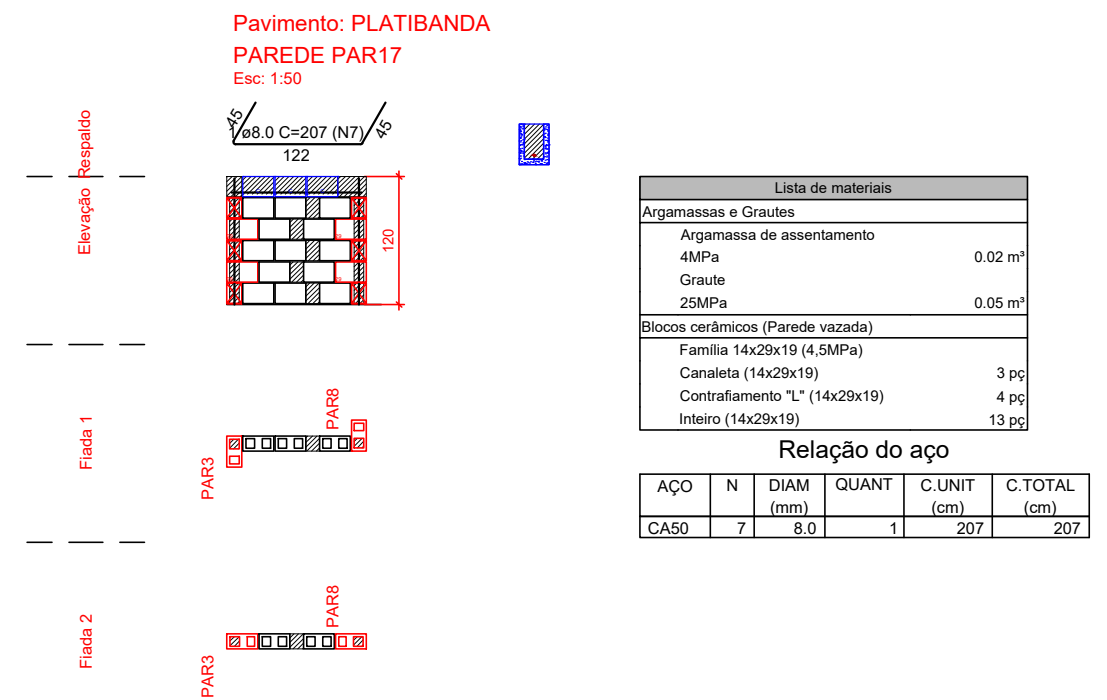 Pavimento: PLATIBANDA
PAREDE PAR17
Esc: 1:50
Respaldo
45
1 ø8.0 C=207 (N7)
45
122
Elevação
120
Lista de materiais
Argamassas e Grautes
Argamassa de assentamento
4MPa 0.02 m³
Graute
25MPa 0.05 m³
Blocos cerâmicos (Parede vazada)
Família 14x29x19 (4,5MPa)
Canaleta (14x29x19) 3 pç
Contrafiamento "L" (14x29x19) 4 pç
Inteiro (14x29x19) 13 pç
Relação do aço
AÇO N DIAM QUANT C.UNIT C.TOTAL
(mm) (cm) (cm)
CA50 7 8.0 1 207 207
Fiada 1
PAR3
PAR8
Fiada 2
PAR3
PAR8